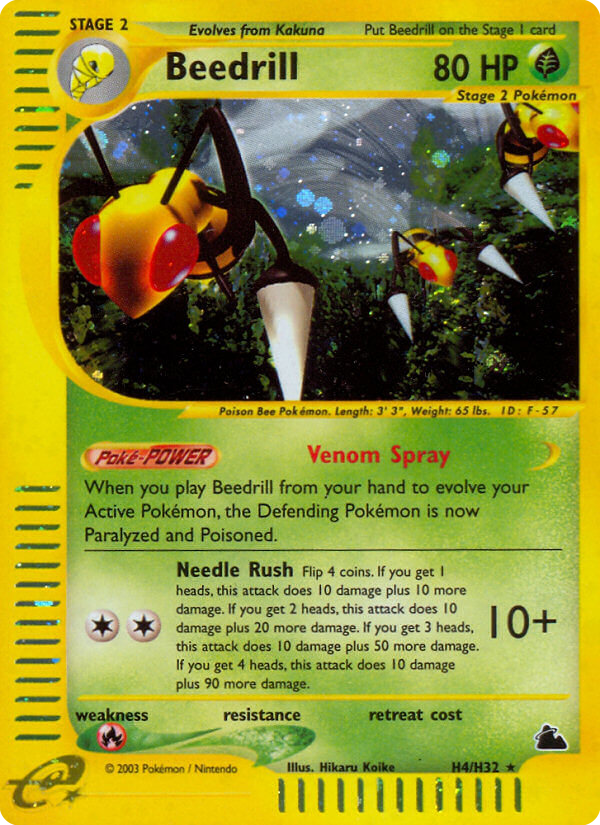 STAGE 2
Evolves from Kakuna
Put Beedrill on the Stage 1 card
Beedrill
80 HP
Stage 2 Pokémon
Poison Bee Pokémon. Length: 3' 3", Weight: 65 lbs. ID: F-57
Poké-POWER
Venom Spray
When you play Beedrill from your hand to evolve your
Active Pokémon, the Defending Pokémon is now
Paralyzed and Poisoned.
Needle Rush Flip 4 coins. If you get 1
heads, this attack does 10 damage plus 10 more
damage. If you get 2 heads, this attack does 10
damage plus 20 more damage. If you get 3 heads,
this attack does 10 damage plus 50 more damage.
If you get 4 heads, this attack does 10 damage
plus 90 more damage.
10+
weakness
resistance
retreat cost
© 2003 Pokémon / Nintendo
Illus. Hikaru Koike
H4/H32 ★
e